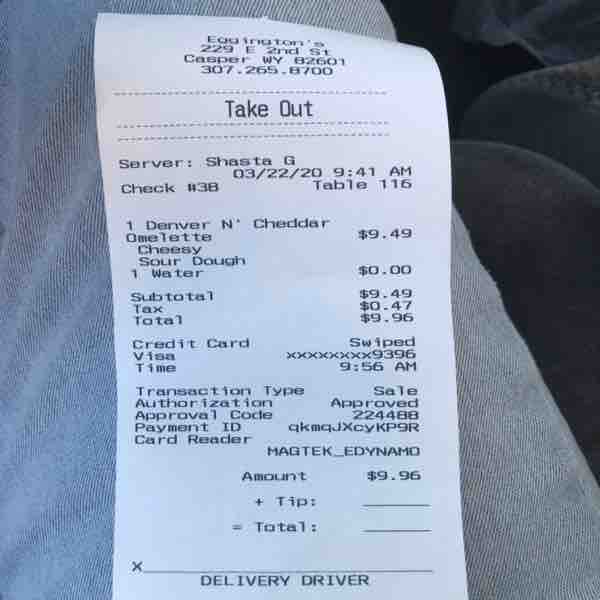 Eggington's
229 E 2nd St
Casper WY 82601
307.265.8700
Take Out
Server: Shasta G
03/22/20 9:41 AM
Check #38 Table 116
1 Denver N' Cheddar
Omelette $9.49
Cheesy
Sour Dough
1 Water $0.00
Subtotal $9.49
Tax $0.47
Total $9.96
Credit Card Swiped
Visa xxxxxxxx9396
Time 9:56 AM
Transaction Type Sale
Authorization Approved
Approval Code 224488
Payment ID qkmqJXcyKP9R
Card Reader
MAGTEK_EDYNAMO
Amount $9.96
+ Tip:
= Total:
X
DELIVERY DRIVER